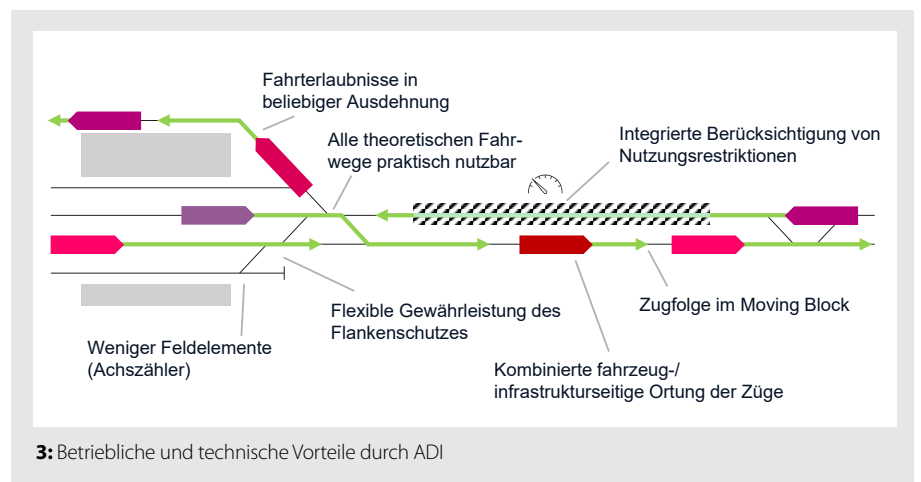 Fahrterlaubnisse in
beliebiger Ausdehnung
Alle theoretischen Fahr-
wege praktisch nutzbar
Integrierte Berücksichtigung von
Nutzungsrestriktionen
Flexible Gewährleistung des
Flankenschutzes
Zugfolge im Moving Block
Weniger Feldelemente
(Achszähler)
Kombinierte fahrzeug-/
infrastrukturseitige Ortung der Züge
3: Betriebliche und technische Vorteile durch ADI